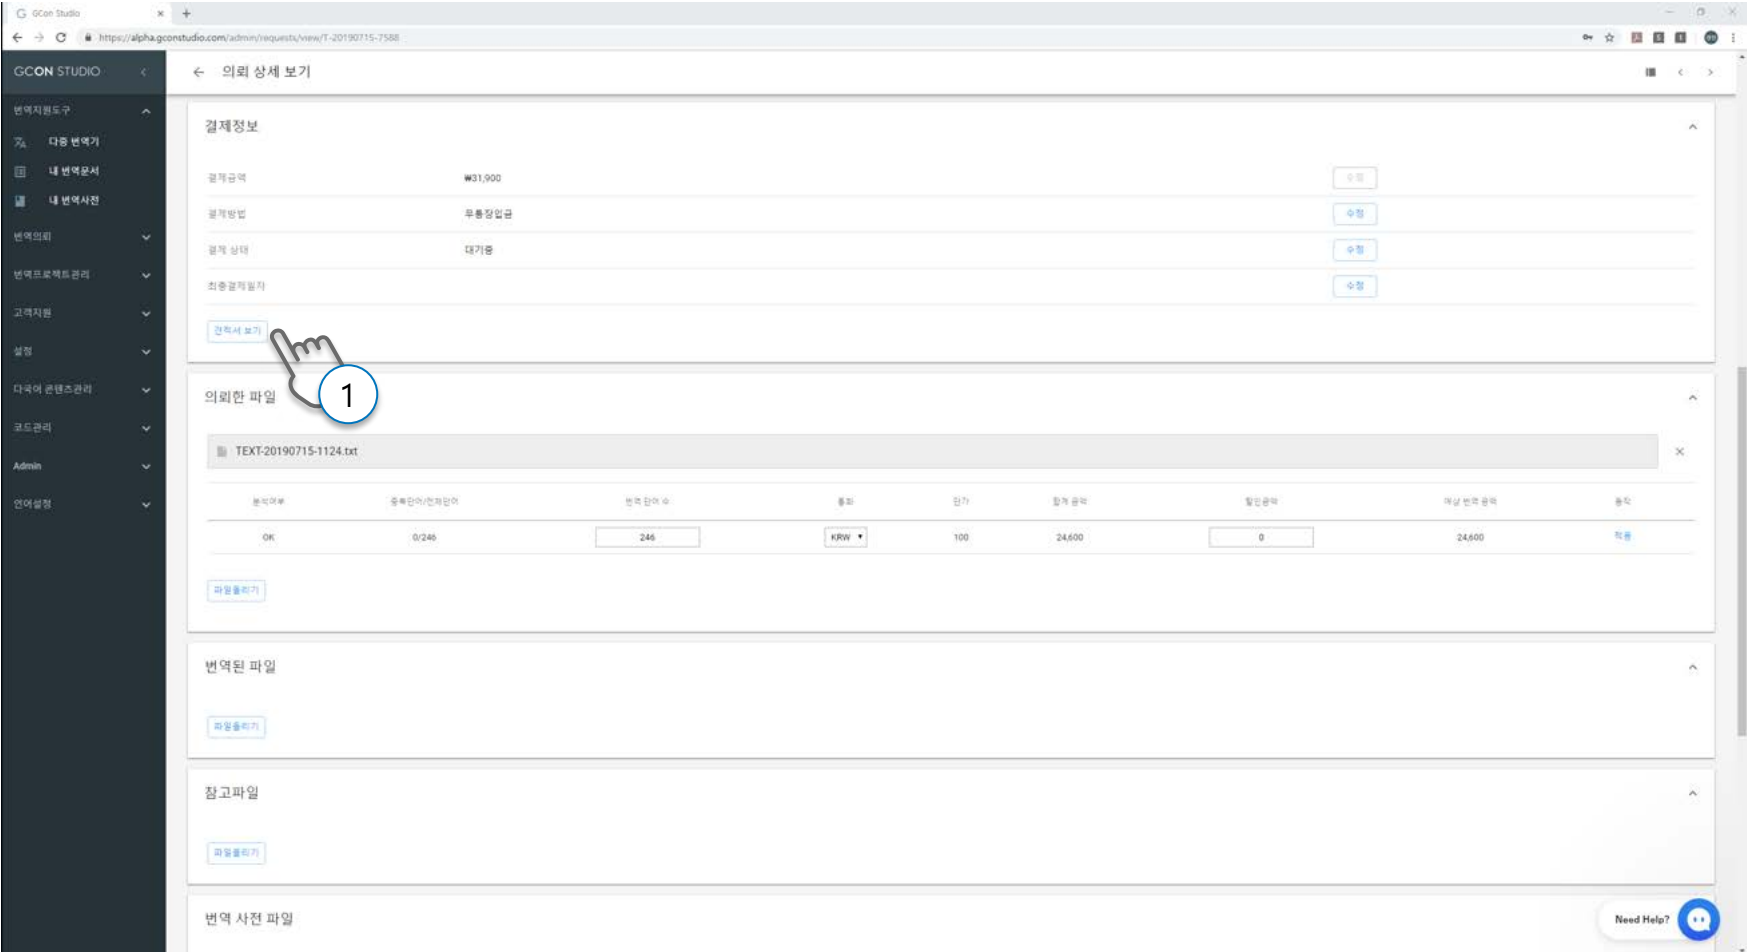 GCon Studio
https://alpha.gconstudio.com/admin/requests/view/T-20190715-7588
GCON STUDIO
의뢰 상세 보기
번역지원도구
다중 번역기
내 번역문서
내 번역사전
번역의뢰
번역프로젝트관리
고객지원
설정
다국어 콘텐츠관리
코드관리
Admin
언어설정
결제정보
결제금액 ₩31,900 수정
결제방법 무통장입금 수정
결제 상태 대기중 수정
최종결제일자 수정
견적서 보기
1
의뢰한 파일
TEXT-20190715-1124.txt
분석여부 중복단어/전체단어 번역 단어 수 통화 단가 합계 금액 할인금액 예상 번역 금액 동작
OK 0/246 246 KRW 100 24,600 0 24,600 적용
파일올리기
번역된 파일
파일올리기
참고파일
파일올리기
번역 사전 파일
Need Help?